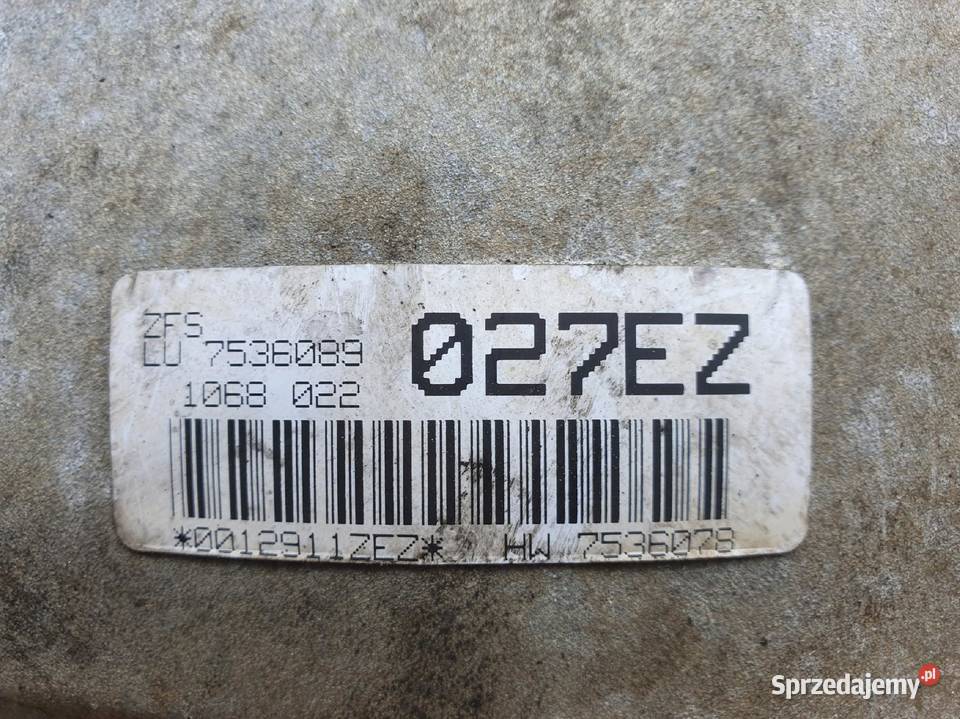 ZFS
LU 7536089
1068 022
027EZ
*0012911ZEZ* HW 7536078
Sprzedajemy.pl